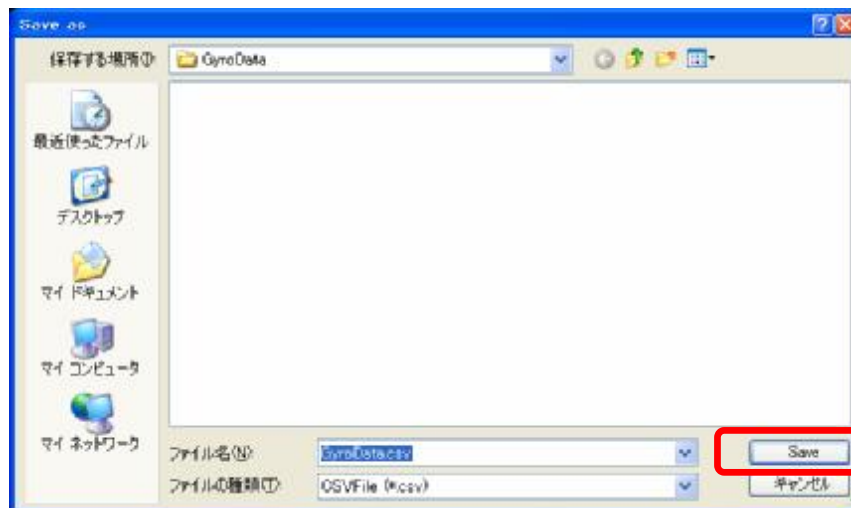 Save as
保存する場所(I):
GyroData
最近使ったファイル
デスクトップ
マイ ドキュメント
マイ コンピュータ
マイ ネットワーク
ファイル名(N):
GyroData.csv
Save
ファイルの種類(T):
CSVFile (*.csv)
キャンセル